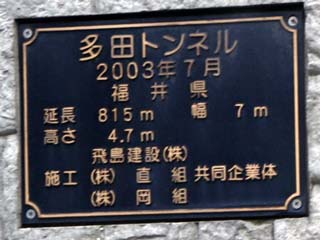 多田トンネル
2003年7月
福井県
延長 815m 幅 7m
高さ 4.7m
飛島建設(株)
施工 (株) 直組 共同企業体
(株) 岡組